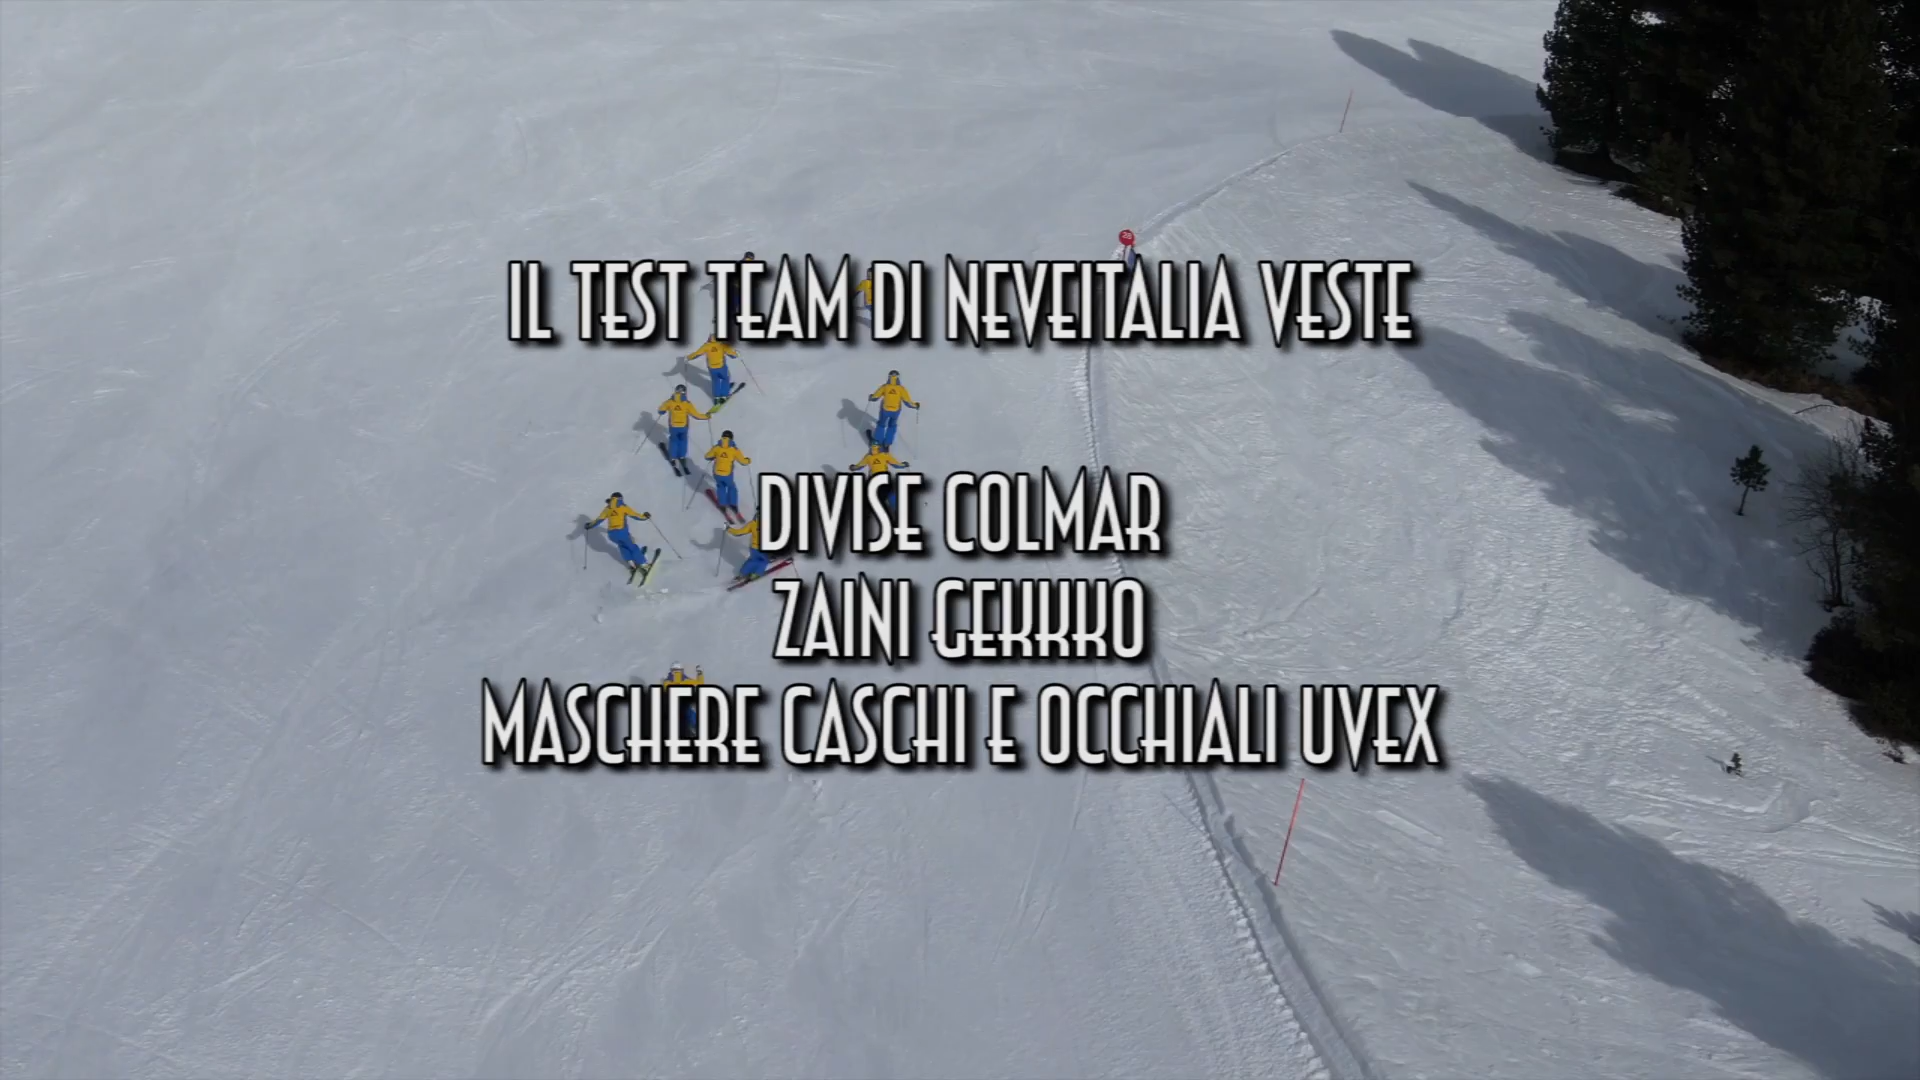 IL TEST TEAM DI NEVEITALIA VESTE
DIVISE COLMAR
ZAINI GEKKKO
MASCHERE CASCHI E OCCHIALI UVEX